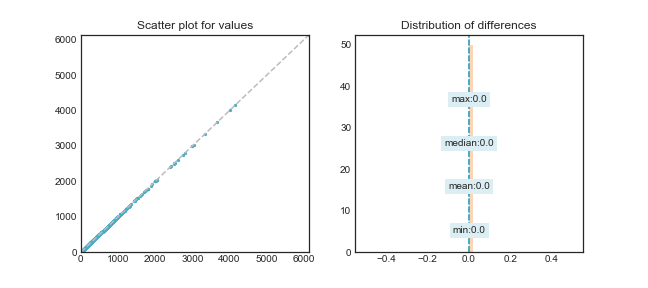 Scatter plot for values
6000
5000
4000
3000
2000
1000
0
0 1000 2000 3000 4000 5000 6000
Distribution of differences
50
40
30
20
10
0
max:0.0
median:0.0
mean:0.0
min:0.0
−0.4 −0.2 0.0 0.2 0.4